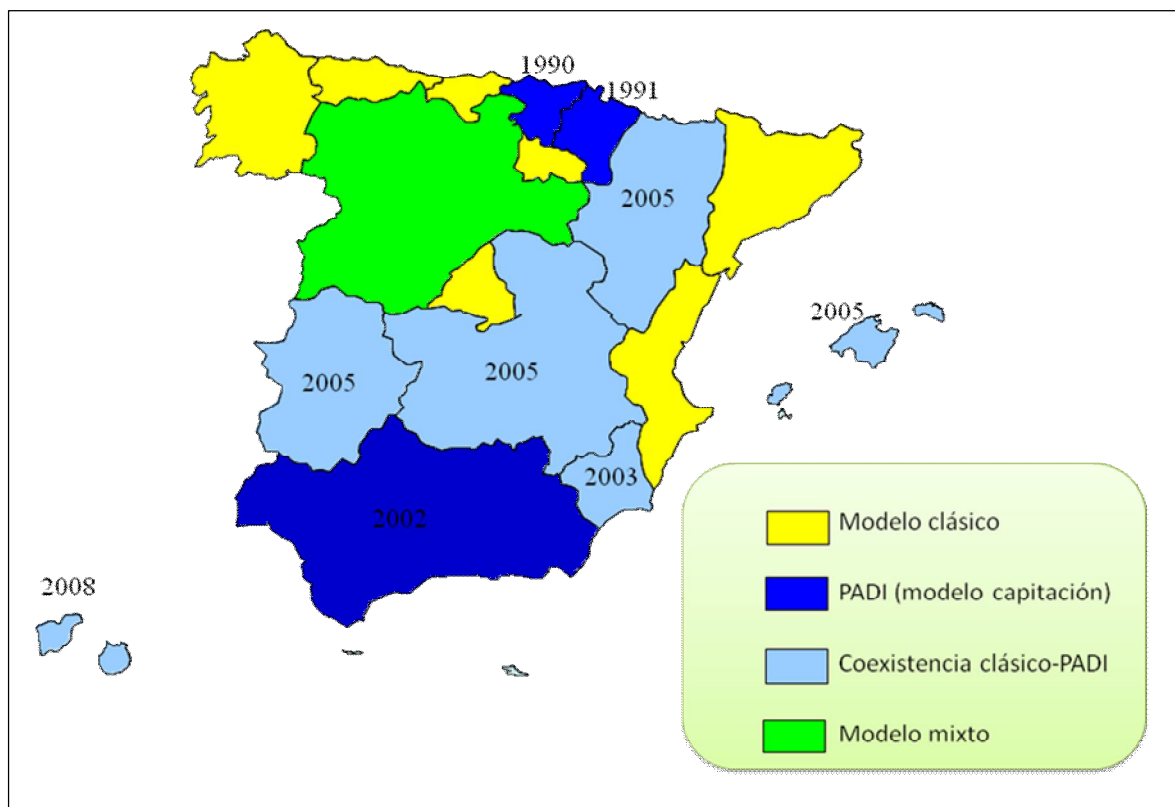 1990
1991
2005
2005
2005
2005
2003
2002
2008
Modelo clásico
PADI (modelo capitación)
Coexistencia clásico-PADI
Modelo mixto